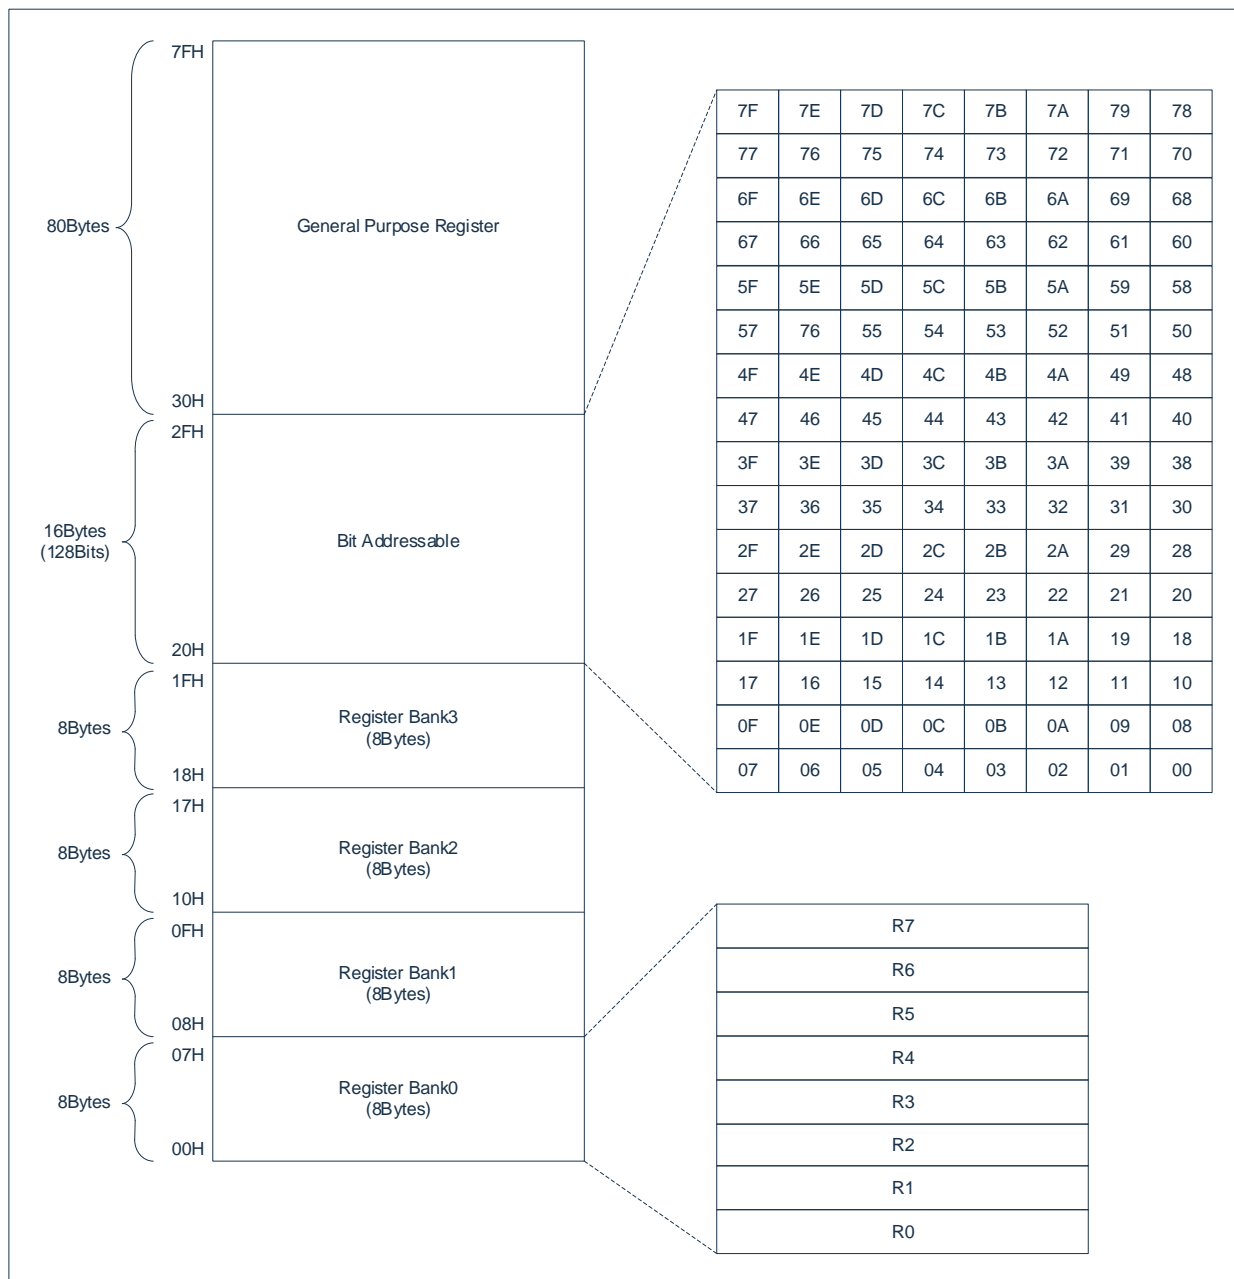 7FH
80Bytes
General Purpose Register
30H
2FH
16Bytes
(128Bits)
Bit Addressable
20H
1FH
8Bytes
Register Bank3
(8Bytes)
18H
17H
8Bytes
Register Bank2
(8Bytes)
10H
0FH
8Bytes
Register Bank1
(8Bytes)
08H
07H
8Bytes
Register Bank0
(8Bytes)
00H
7F 7E 7D 7C 7B 7A 79 78
77 76 75 74 73 72 71 70
6F 6E 6D 6C 6B 6A 69 68
67 66 65 64 63 62 61 60
5F 5E 5D 5C 5B 5A 59 58
57 76 55 54 53 52 51 50
4F 4E 4D 4C 4B 4A 49 48
47 46 45 44 43 42 41 40
3F 3E 3D 3C 3B 3A 39 38
37 36 35 34 33 32 31 30
2F 2E 2D 2C 2B 2A 29 28
27 26 25 24 23 22 21 20
1F 1E 1D 1C 1B 1A 19 18
17 16 15 14 13 12 11 10
0F 0E 0D 0C 0B 0A 09 08
07 06 05 04 03 02 01 00
R7
R6
R5
R4
R3
R2
R1
R0